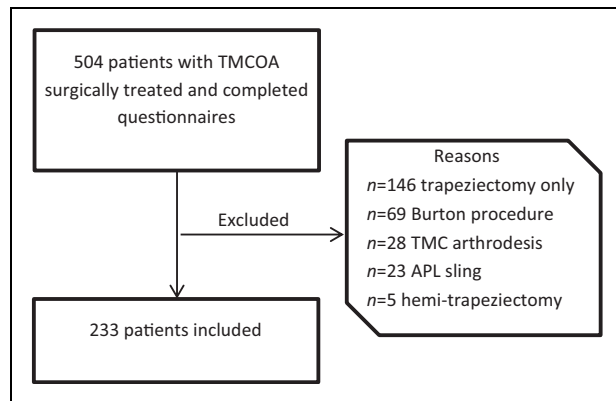 504 patients with TMCOA
surgically treated and completed
questionnaires
Excluded
Reasons
n=146 trapeziectomy only
n=69 Burton procedure
n=28 TMC arthrodesis
n=23 APL sling
n=5 hemi-trapeziectomy
233 patients included